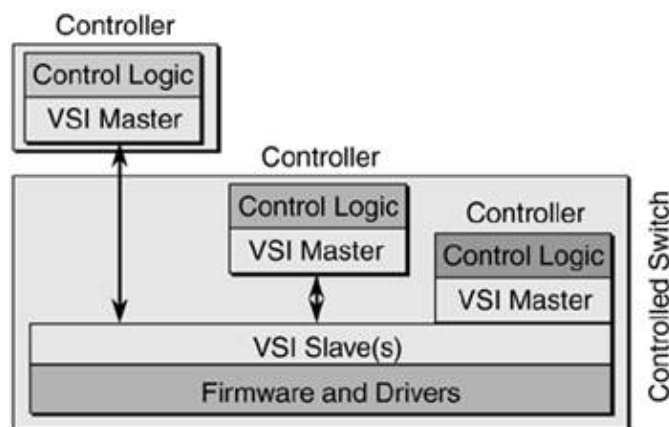 Controller
Control Logic
VSI Master
Controller
Control Logic
VSI Master
Controller
Control Logic
VSI Master
VSI Slave(s)
Firmware and Drivers
Controlled Switch